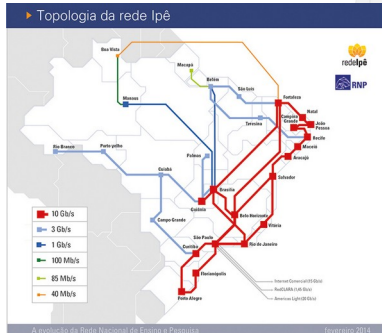 Topologia da rede Ipê
redeIpê
RNP
Boa Vista
Macapá
Belém
São Luís
Fortaleza
Manaus
Natal
Campina
Grande
João
Pessoa
Teresina
Recife
Maceió
Rio Branco
Porto velho
Palmas
Aracajú
Cuiabá
Salvador
Brasília
Goiânia
10 Gb/s
3 Gb/s
1 Gb/s
100 Mb/s
85 Mb/s
40 Mb/s
Campo Grande
Belo Horizonte
Vitória
São Paulo
Rio de Janeiro
Curitiba
Florianópolis
Porto Alegre
A evolução da Rede Nacional de Ensino e Pesquisa
fevereiro 2014